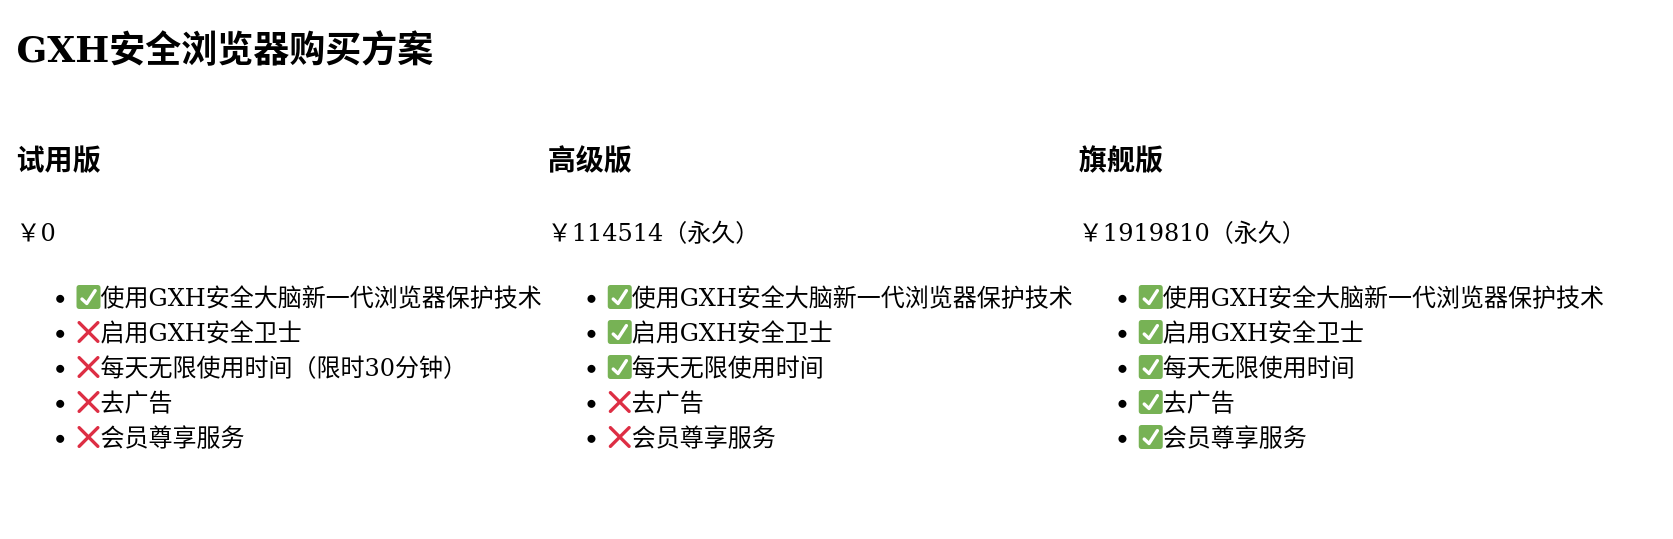 GXH安全浏览器购买方案
试用版
￥0
✅使用GXH安全大脑新一代浏览器保护技术
❌启用GXH安全卫士
❌每天无限使用时间（限时30分钟）
❌去广告
❌会员尊享服务
高级版
￥114514（永久）
✅使用GXH安全大脑新一代浏览器保护技术
✅启用GXH安全卫士
✅每天无限使用时间
❌去广告
❌会员尊享服务
旗舰版
￥1919810（永久）
✅使用GXH安全大脑新一代浏览器保护技术
✅启用GXH安全卫士
✅每天无限使用时间
✅去广告
✅会员尊享服务